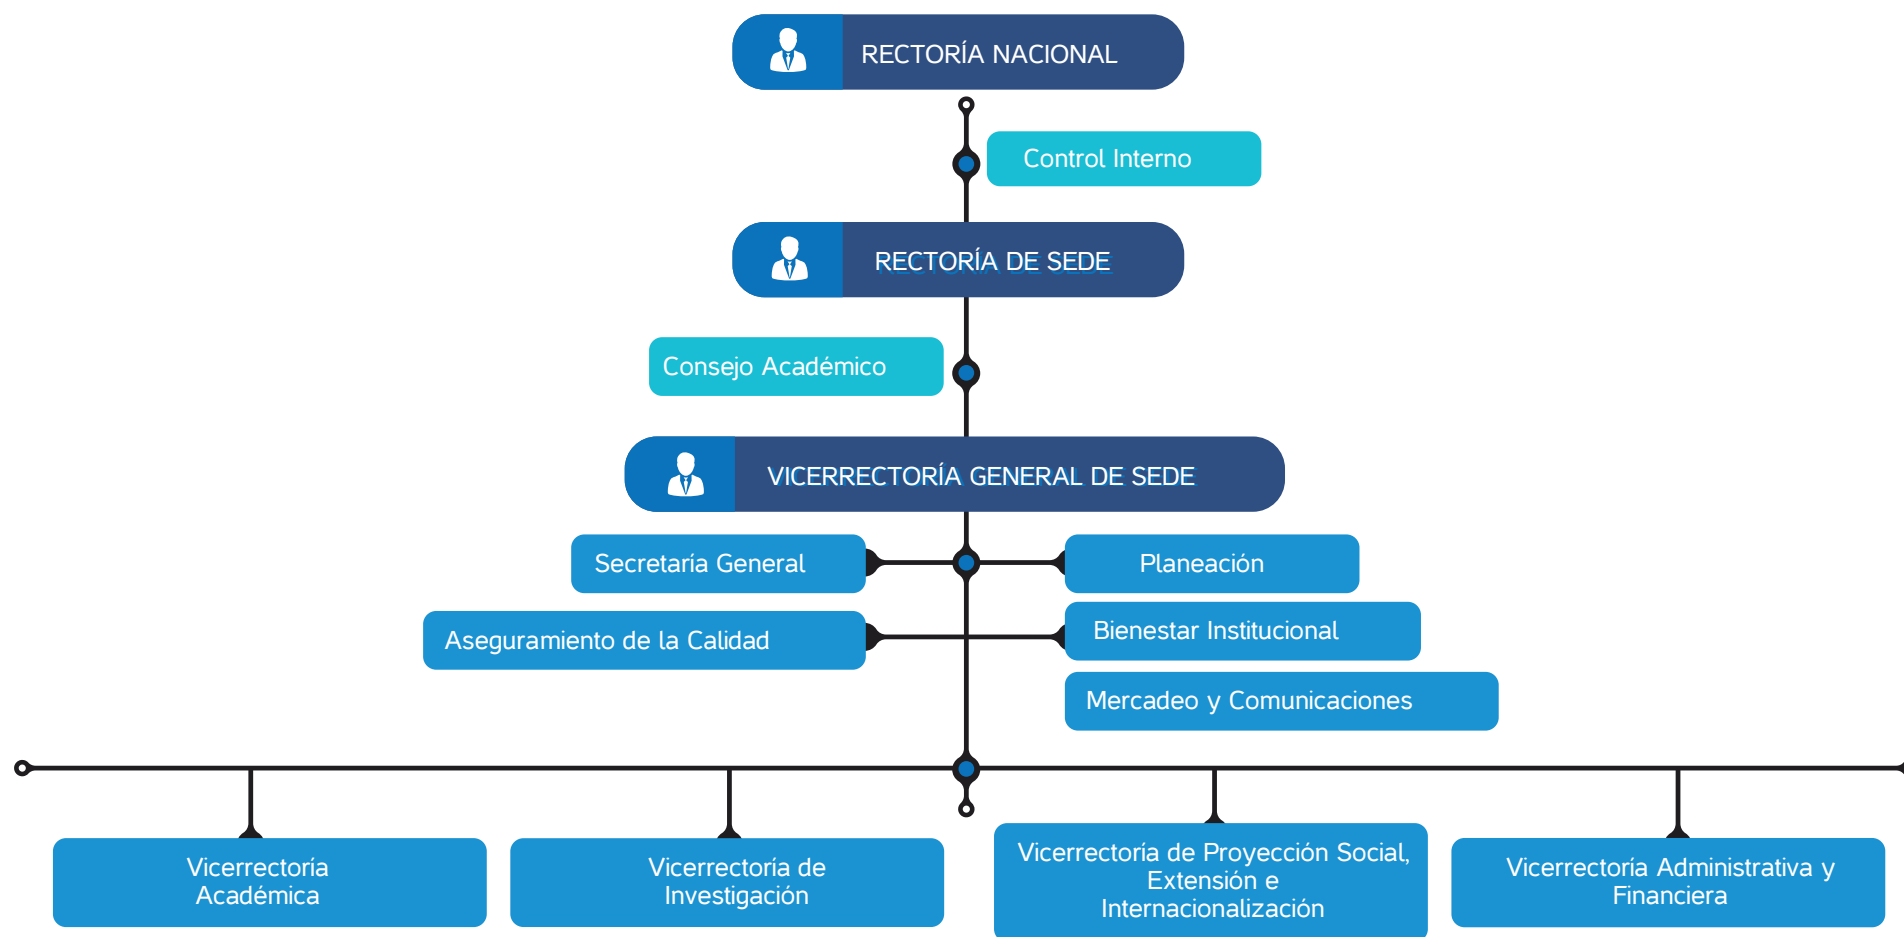 RECTORÍA NACIONAL
Control Interno
RECTORÍA DE SEDE
Consejo Académico
VICERRECTORÍA GENERAL DE SEDE
Secretaría General
Planeación
Aseguramiento de la Calidad
Bienestar Institucional
Mercadeo y Comunicaciones
Vicerrectoría
Académica
Vicerrectoría de
Investigación
Vicerrectoría de Proyección Social,
Extensión e
Internacionalización
Vicerrectoría Administrativa y
Financiera